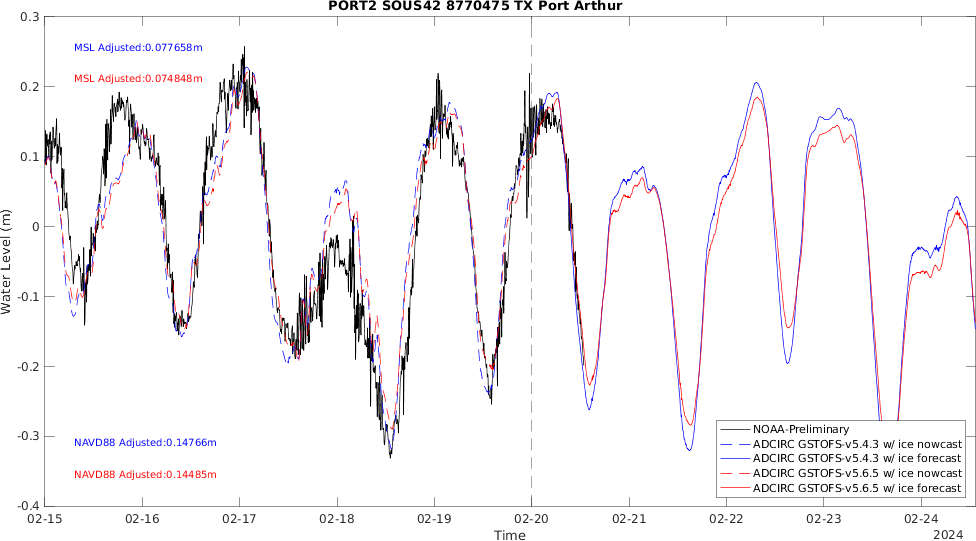 PORT2 SOUS42 8770475 TX Port Arthur
0.3
0.2
0.1
0
-0.1
-0.2
-0.3
-0.4
Water Level (m)
MSL Adjusted:0.077658m
MSL Adjusted:0.074848m
NAVD88 Adjusted:0.14766m
NAVD88 Adjusted:0.14485m
NOAA-Preliminary
ADCIRC GSTOFS-v5.4.3 w/ ice nowcast
ADCIRC GSTOFS-v5.4.3 w/ ice forecast
ADCIRC GSTOFS-v5.6.5 w/ ice nowcast
ADCIRC GSTOFS-v5.6.5 w/ ice forecast
02-15 02-16 02-17 02-18 02-19 02-20 02-21 02-22 02-23 02-24
Time
2024